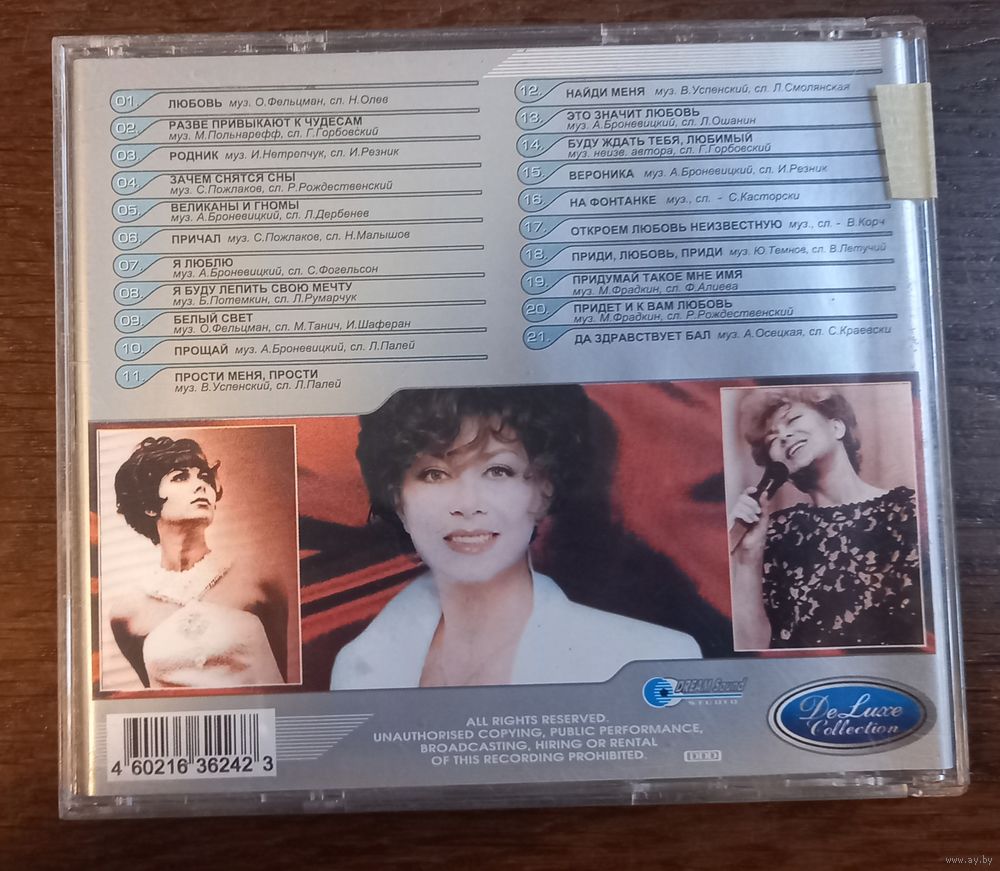 01. ЛЮБОВЬ муз. О.Фельцман, сл. Н.Олев
02. РАЗВЕ ПРИВЫКАЮТ К ЧУДЕСАМ
муз. М.Польнарефф, сл. Г.Горбовский
03. РОДНИК муз. И.Нетрепчук, сл. И.Резник
04. ЗАЧЕМ СНЯТСЯ СНЫ
муз. С.Пожлаков, сл. Р.Рождественский
05. ВЕЛИКАНЫ И ГНОМЫ
муз. А.Броневицкий, сл. Л.Дербенев
06. ПРИЧАЛ муз. С.Пожлаков, сл. Н.Малышов
07. Я ЛЮБЛЮ
муз. А.Броневицкий, сл. С.Фогельсон
08. Я БУДУ ЛЕПИТЬ СВОЮ МЕЧТУ
муз. Б.Потемкин, сл. Л.Румарчук
09. БЕЛЫЙ СВЕТ
муз. О.Фельцман, сл. М.Танич, И.Шаферан
10. ПРОЩАЙ муз. А.Броневицкий, сл. Л.Палей
11. ПРОСТИ МЕНЯ, ПРОСТИ
муз. В.Успенский, сл. Л.Палей
12. НАЙДИ МЕНЯ муз. В.Успенский, сл. Л.Смолянская
13. ЭТО ЗНАЧИТ ЛЮБОВЬ
муз. А.Броневицкий, сл. Л.Ошанин
14. БУДУ ЖДАТЬ ТЕБЯ, ЛЮБИМЫЙ
муз. неизв. автора, сл. Г.Горбовский
15. ВЕРОНИКА муз. А.Броневицкий, сл. И.Резник
16. НА ФОНТАНКЕ муз., сл. - С.Касторски
17. ОТКРОЕМ ЛЮБОВЬ НЕИЗВЕСТНУЮ муз., сл. - В.Корч
18. ПРИДИ, ЛЮБОВЬ, ПРИДИ муз. Ю.Темнов, сл. В.Летучий
19. ПРИДУМАЙ ТАКОЕ МНЕ ИМЯ
муз. М.Фрадкин, сл. Ф.Алиева
20. ПРИДЕТ И К ВАМ ЛЮБОВЬ
муз. М.Фрадкин, сл. Р.Рождественский
21. ДА ЗДРАВСТВУЕТ БАЛ муз. А.Осецкая, сл. С.Краевски
DREAM Sound
STUDIO
ALL RIGHTS RESERVED.
UNAUTHORISED COPYING, PUBLIC PERFORMANCE,
BROADCASTING, HIRING OR RENTAL
OF THIS RECORDING PROHIBITED.
DDD
De Luxe
Collection
4 60216 36242 3
www.ay.by